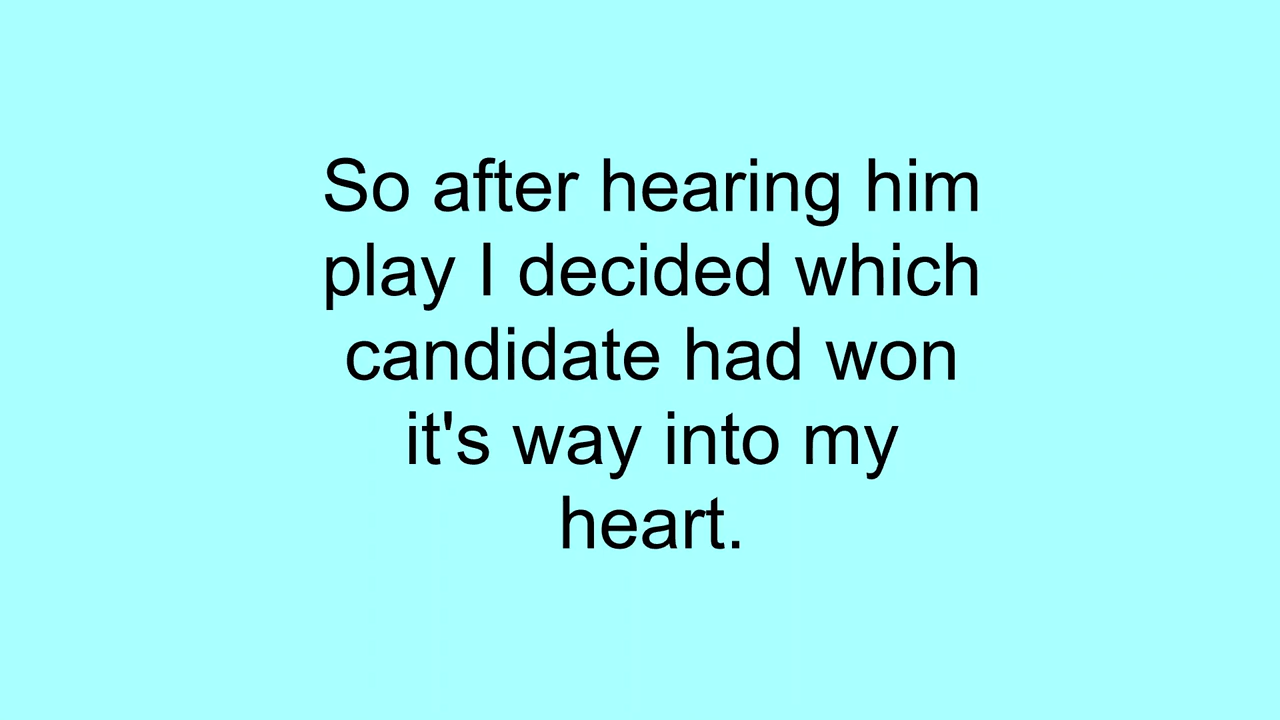 So after hearing him
play I decided which
candidate had won
it's way into my
heart.